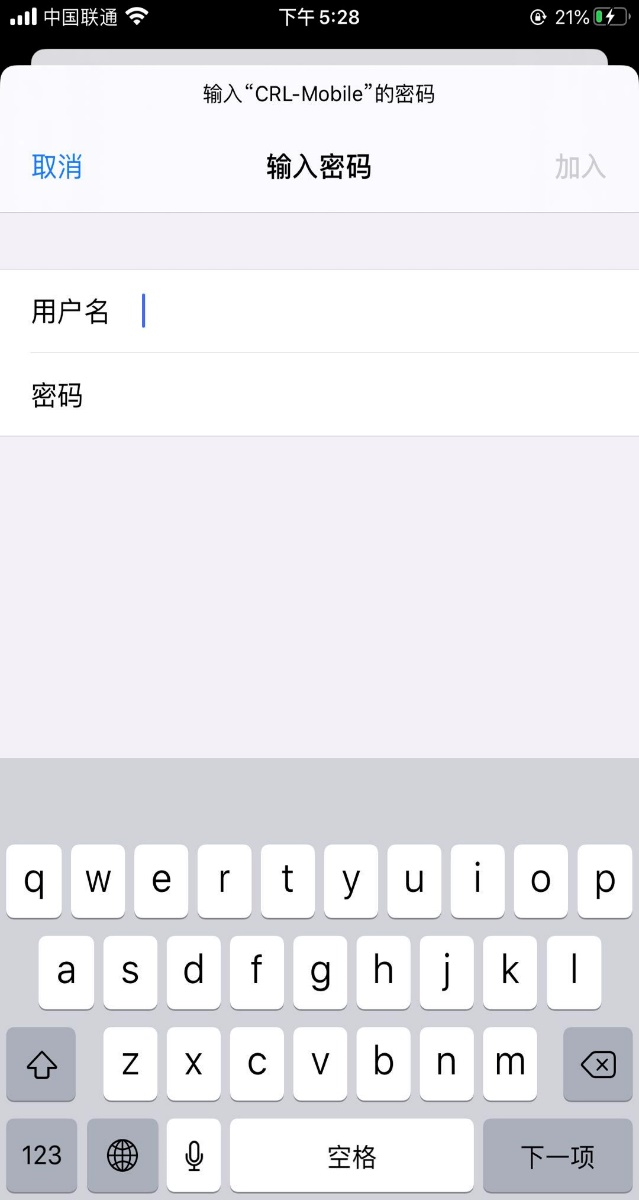 中国联通 下午5:28 21%
输入“CRL-Mobile”的密码
取消 输入密码 加入
用户名
密码
q w e r t y u i o p
a s d f g h j k l
z x c v b n m
123 空格 下一项